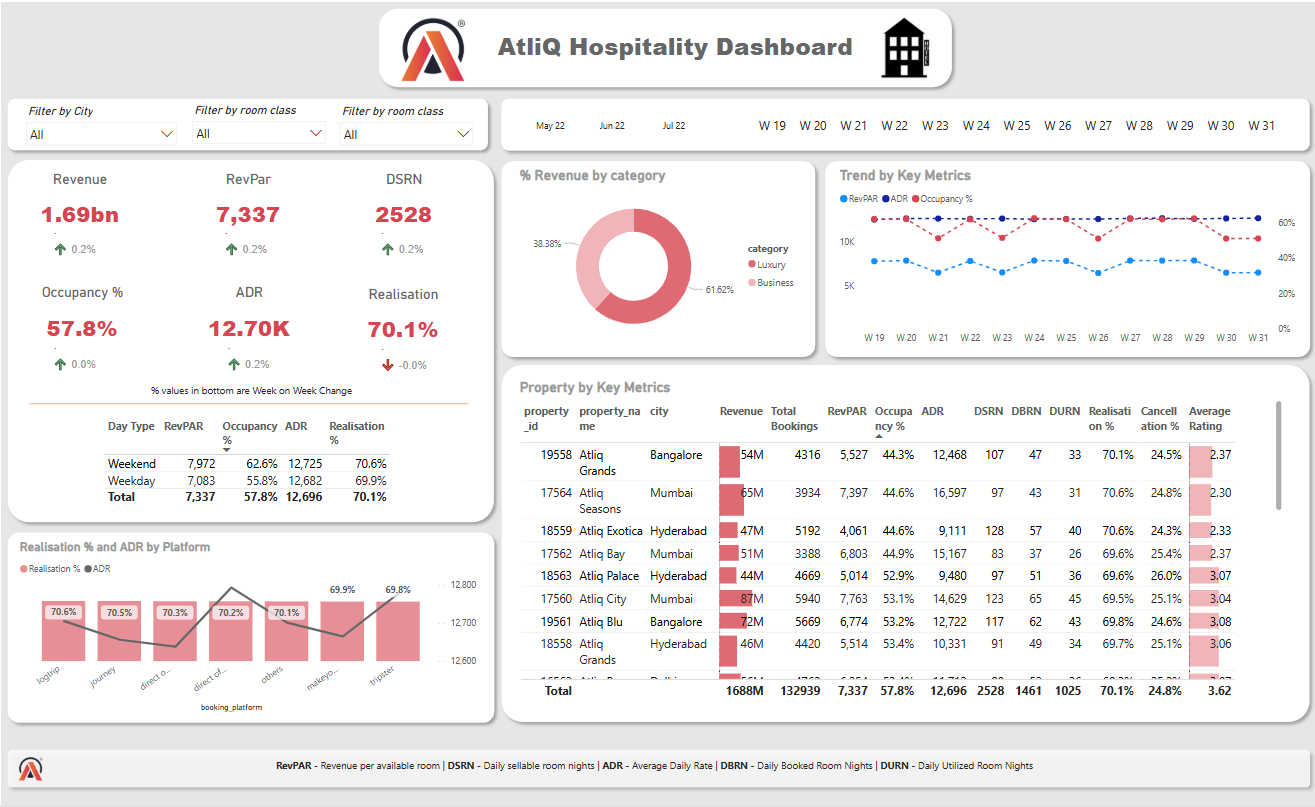 AtliQ Hospitality Dashboard
HOTEL
Filter by City
All
Filter by room class
All
Filter by room class
All
May 22 Jun 22 Jul 22
W 19 W 20 W 21 W 22 W 23 W 24 W 25 W 26 W 27 W 28 W 29 W 30 W 31
Revenue RevPar DSRN
1.69bn 7,337 2528
0.2% 0.2% 0.2%
Occupancy % ADR Realisation
57.8% 12.70K 70.1%
0.0% 0.2% -0.0%
% values in bottom are Week on Week Change
Day Type RevPAR Occupancy % ADR Realisation %
Weekend 7,972 62.6% 12,725 70.6%
Weekday 7,083 55.8% 12,682 69.9%
Total 7,337 57.8% 12,696 70.1%
% Revenue by category
38.38%
61.62%
category
Luxury
Business
Trend by Key Metrics
RevPAR ADR Occupancy %
10K
5K
60%
40%
20%
0%
W 19 W 20 W 21 W 22 W 23 W 24 W 25 W 26 W 27 W 28 W 29 W 30 W 31
Realisation % and ADR by Platform
Realisation % ADR
70.6% 70.5% 70.3% 70.2% 70.1% 69.9% 69.8%
12,800
12,700
12,600
logtrip journey direct o... direct of... others makeyo... tripster
booking_platform
Property by Key Metrics
property_id property_name city Revenue Total Bookings RevPAR Occupancy % ADR DSRN DBRN DURN Realisation % Cancellation % Average Rating
19558 Atliq Grands Bangalore 54M 4316 5,527 44.3% 12,468 107 47 33 70.1% 24.5% 2.37
17564 Atliq Seasons Mumbai 65M 3934 7,397 44.6% 16,597 97 43 31 70.6% 24.8% 2.30
18559 Atliq Exotica Hyderabad 47M 5192 4,061 44.6% 9,111 128 57 40 70.6% 24.3% 2.33
17562 Atliq Bay Mumbai 51M 3388 6,803 44.9% 15,167 83 37 26 69.6% 25.4% 2.37
18563 Atliq Palace Hyderabad 44M 4669 5,014 52.9% 9,480 97 51 36 69.6% 26.0% 3.07
17560 Atliq City Mumbai 87M 5940 7,763 53.1% 14,629 123 65 45 69.5% 25.1% 3.04
19561 Atliq Blu Bangalore 72M 5669 6,774 53.2% 12,722 117 62 43 69.8% 24.6% 3.08
18558 Atliq Grands Hyderabad 46M 4420 5,514 53.4% 10,331 91 49 34 69.7% 25.1% 3.06
Total 1688M 132939 7,337 57.8% 12,696 2528 1461 1025 70.1% 24.8% 3.62
RevPAR - Revenue per available room | DSRN - Daily sellable room nights | ADR - Average Daily Rate | DBRN - Daily Booked Room Nights | DURN - Daily Utilized Room Nights